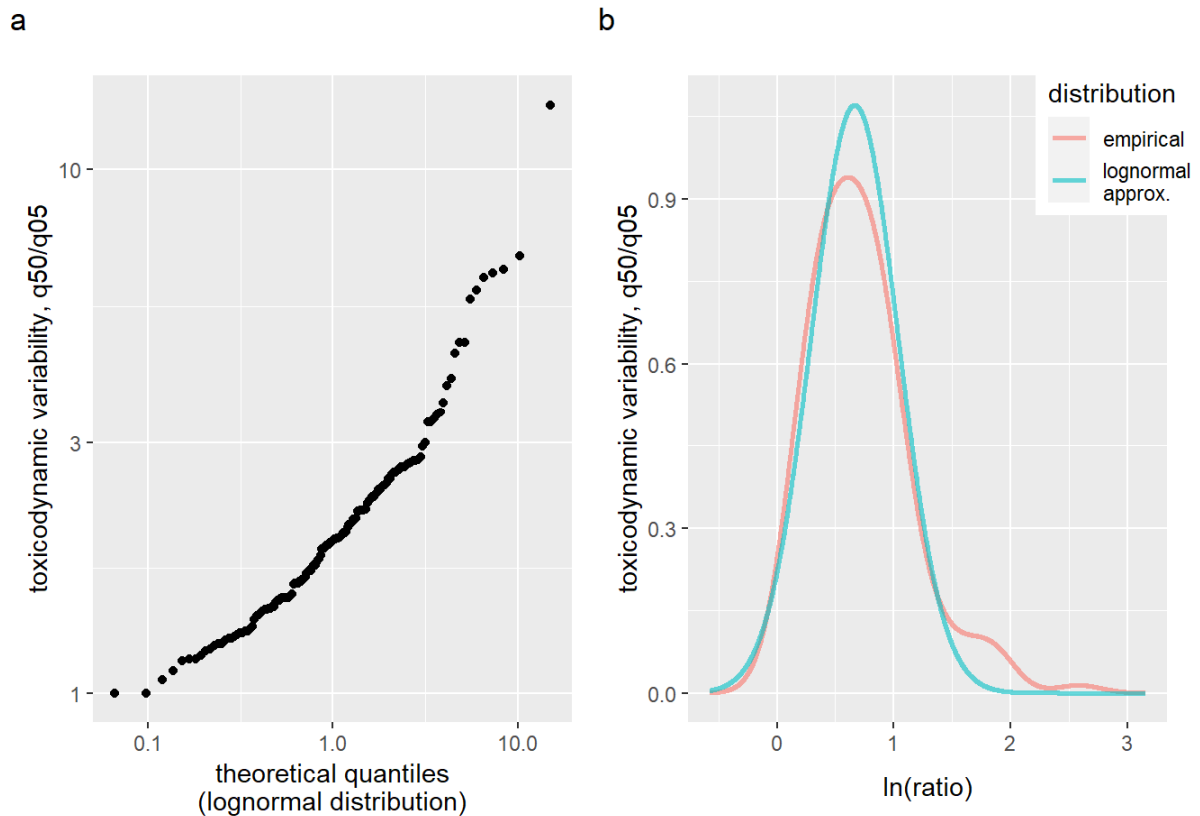 a
toxicodynamic variability, q50/q05
10
3
1
0.1
1.0
10.0
theoretical quantiles
(lognormal distribution)
b
toxicodynamic variability, q50/q05
0.9
0.6
0.3
0.0
0
1
2
3
ln(ratio)
distribution
empirical
lognormal
approx.